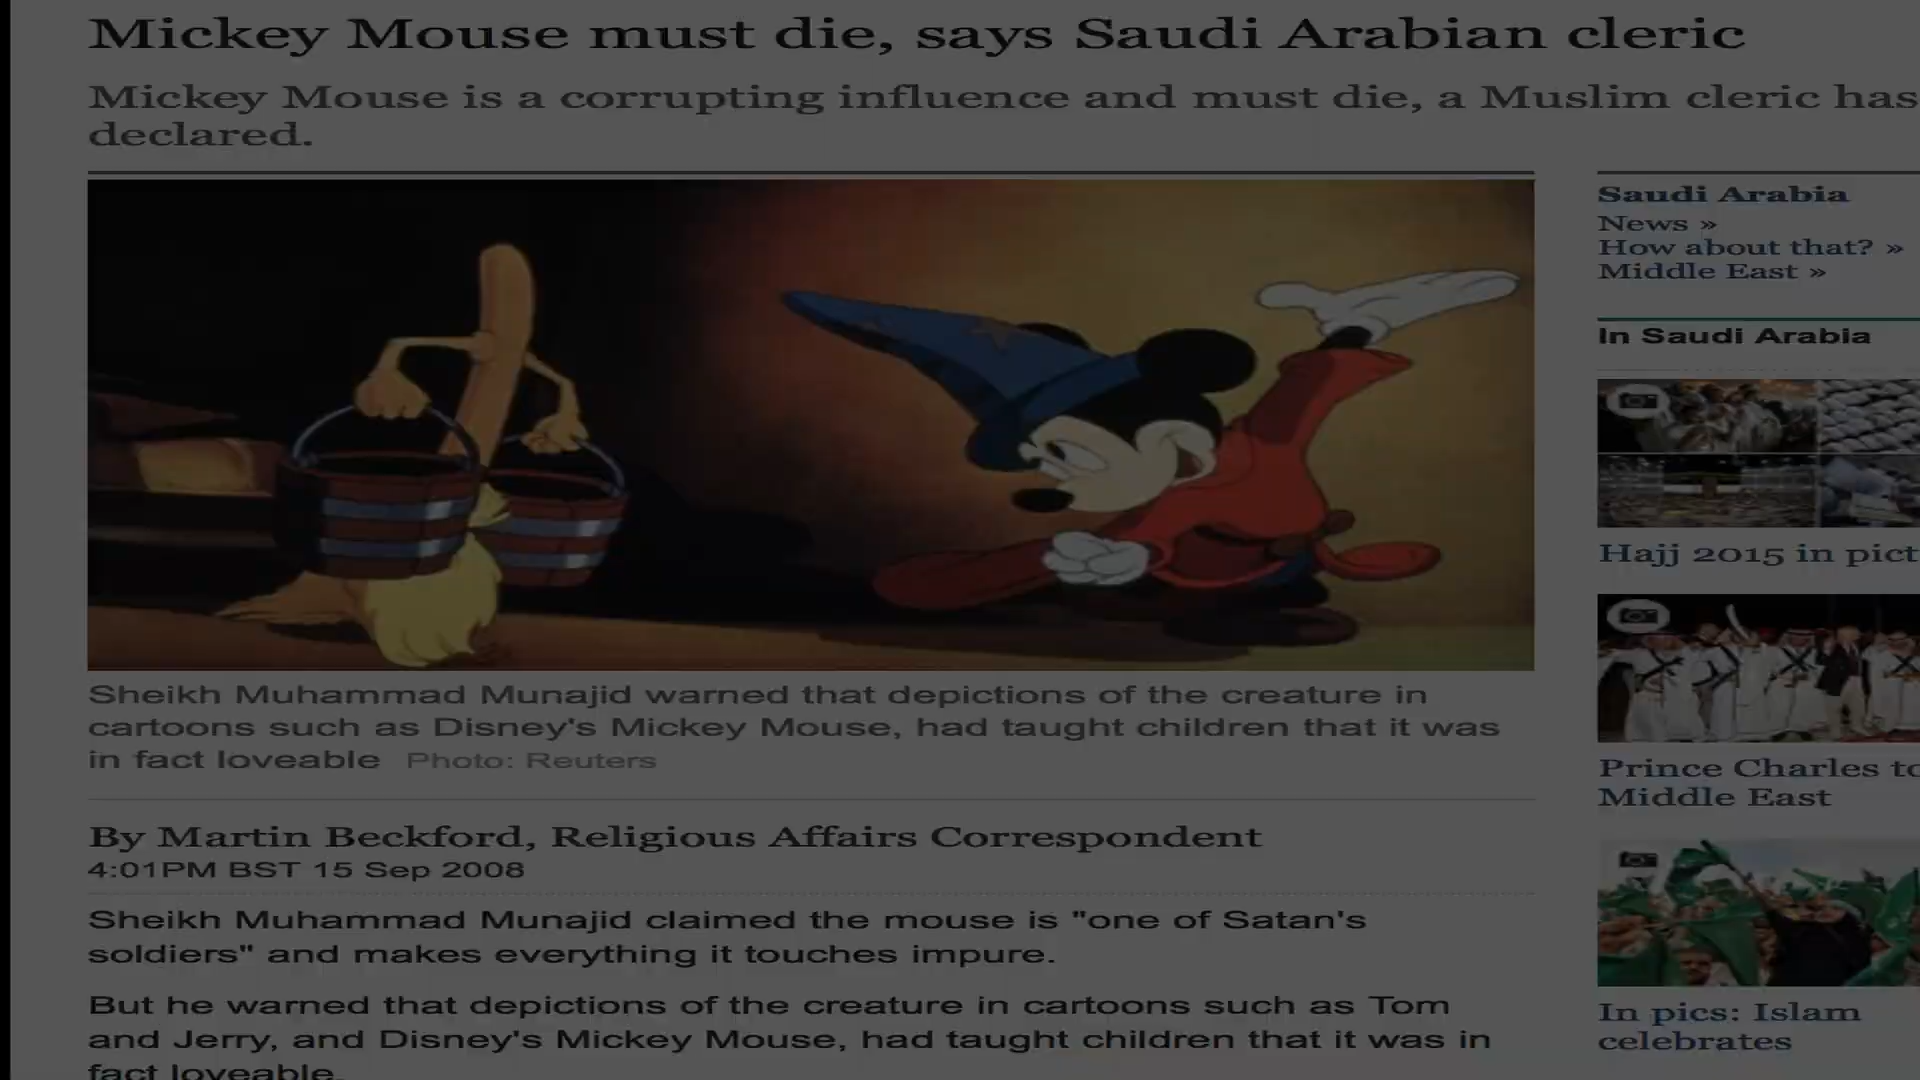 Mickey Mouse must die, says Saudi Arabian cleric
Mickey Mouse is a corrupting influence and must die, a Muslim cleric has
declared.
Sheikh Muhammad Munajid warned that depictions of the creature in
cartoons such as Disney's Mickey Mouse, had taught children that it was
in fact loveable Photo: Reuters
By Martin Beckford, Religious Affairs Correspondent
4:01PM BST 15 Sep 2008
Sheikh Muhammad Munajid claimed the mouse is "one of Satan's
soldiers" and makes everything it touches impure.
But he warned that depictions of the creature in cartoons such as Tom
and Jerry, and Disney's Mickey Mouse, had taught children that it was in
fact loveable.
Saudi Arabia
News »
How about that? »
Middle East »
In Saudi Arabia
Hajj 2015 in pict
Prince Charles to
Middle East
In pics: Islam
celebrates